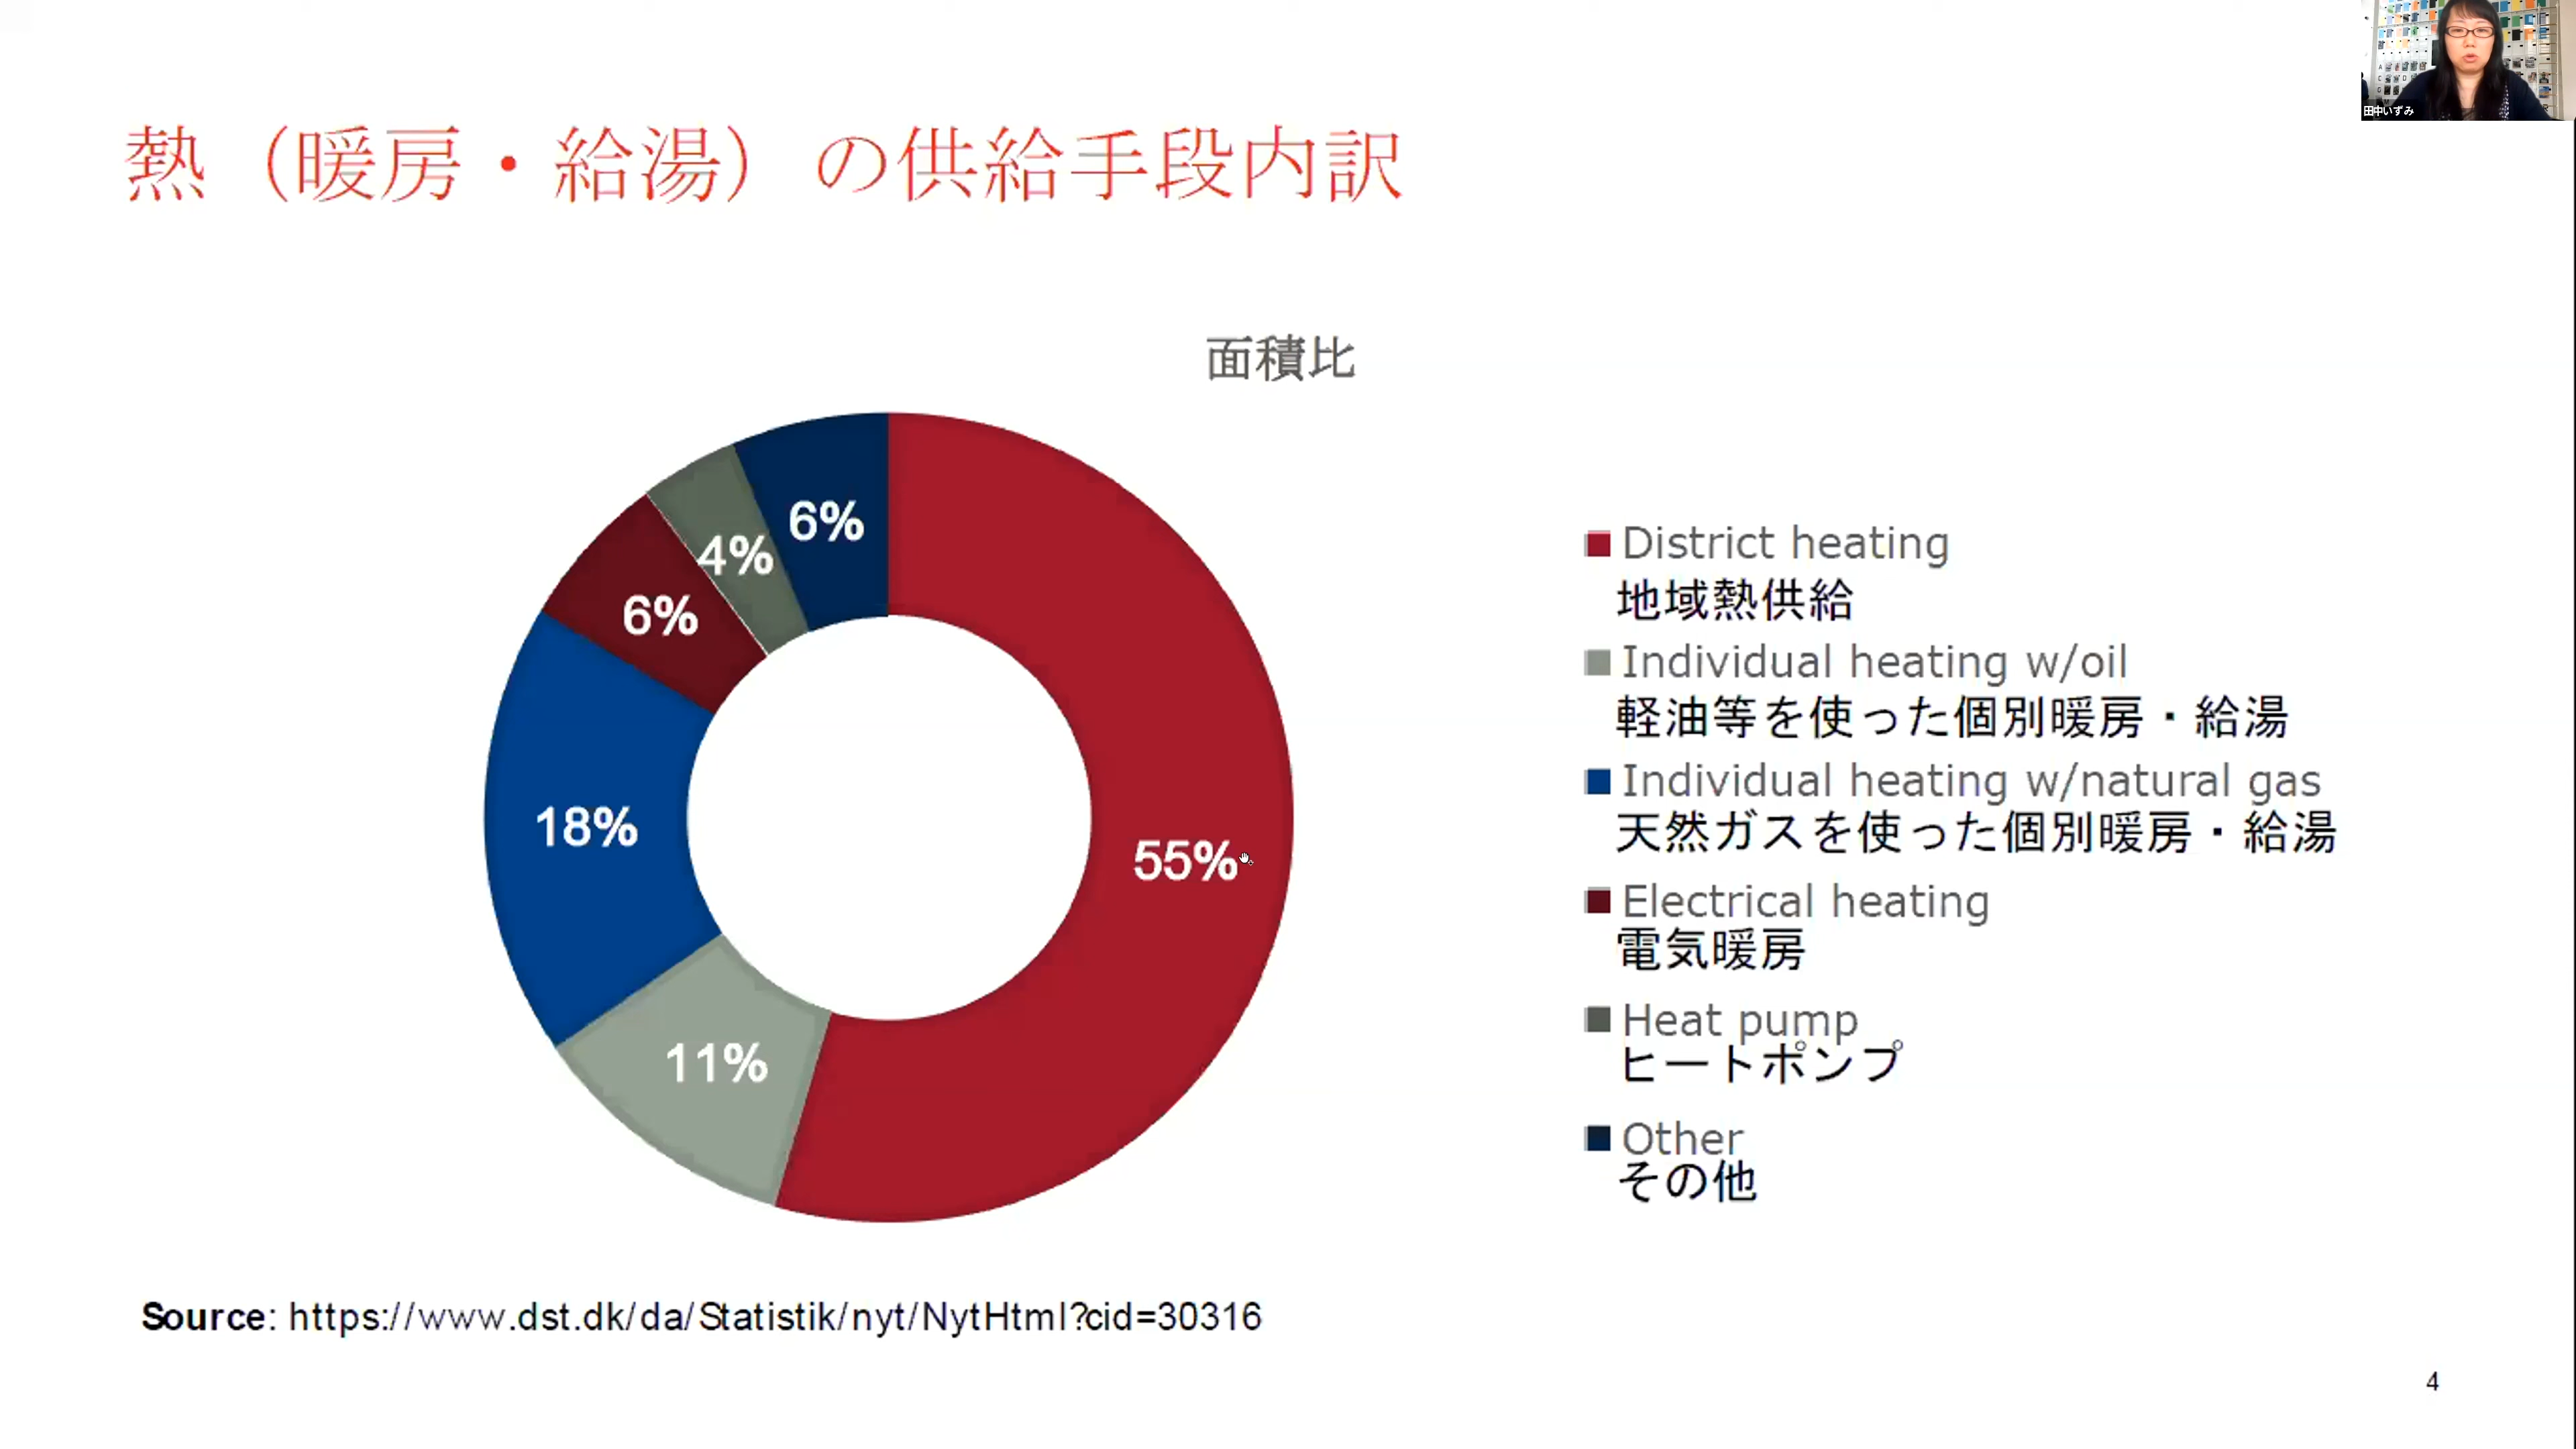 田中いずみ
熱（暖房・給湯）の供給手段内訳
面積比
6%
4%
6%
18%
55%
11%
District heating
地域熱供給
Individual heating w/oil
軽油等を使った個別暖房・給湯
Individual heating w/natural gas
天然ガスを使った個別暖房・給湯
Electrical heating
電気暖房
Heat pump
ヒートポンプ
Other
その他
Source: https://www.dst.dk/da/Statistik/nyt/NytHtml?cid=30316
4